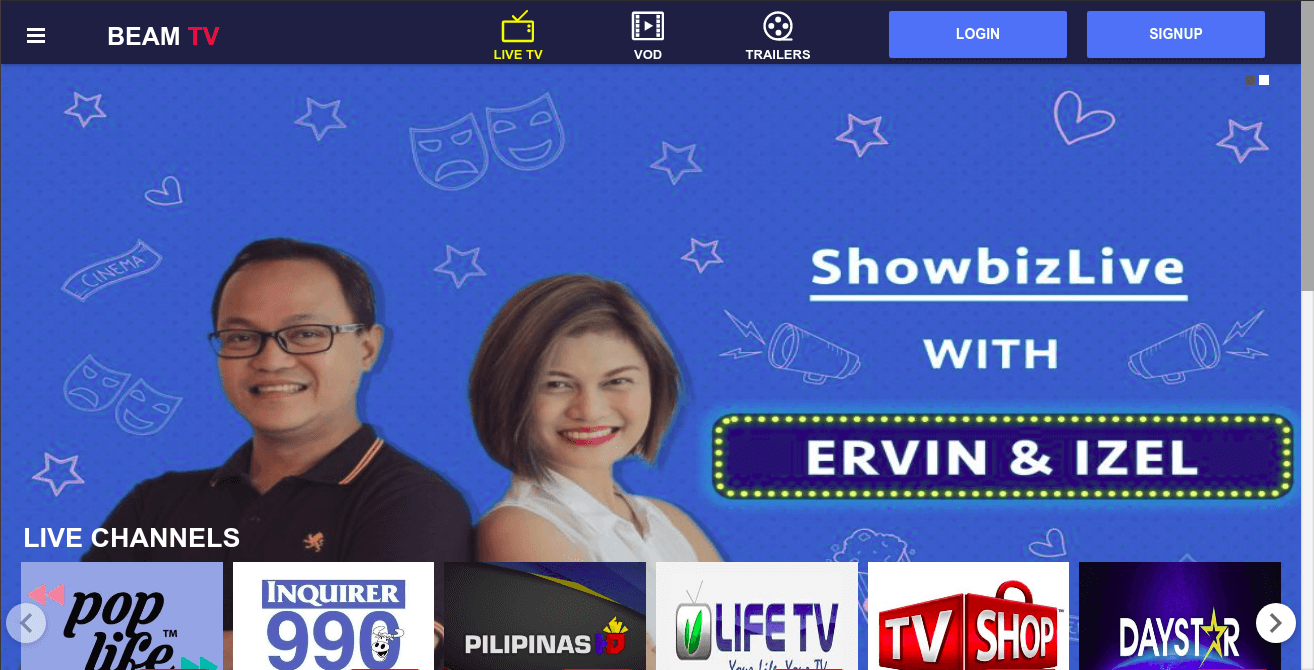 BEAM TV
LIVE TV
VOD
TRAILERS
LOGIN
SIGNUP
CINEMA
ShowbizLive
WITH
ERVIN & IZEL
LIVE CHANNELS
pop
life™
INQUIRER
990
PILIPINAS HD
LIFE TV
Your Life, Your TV
TV SHOP™
DAYSTAR